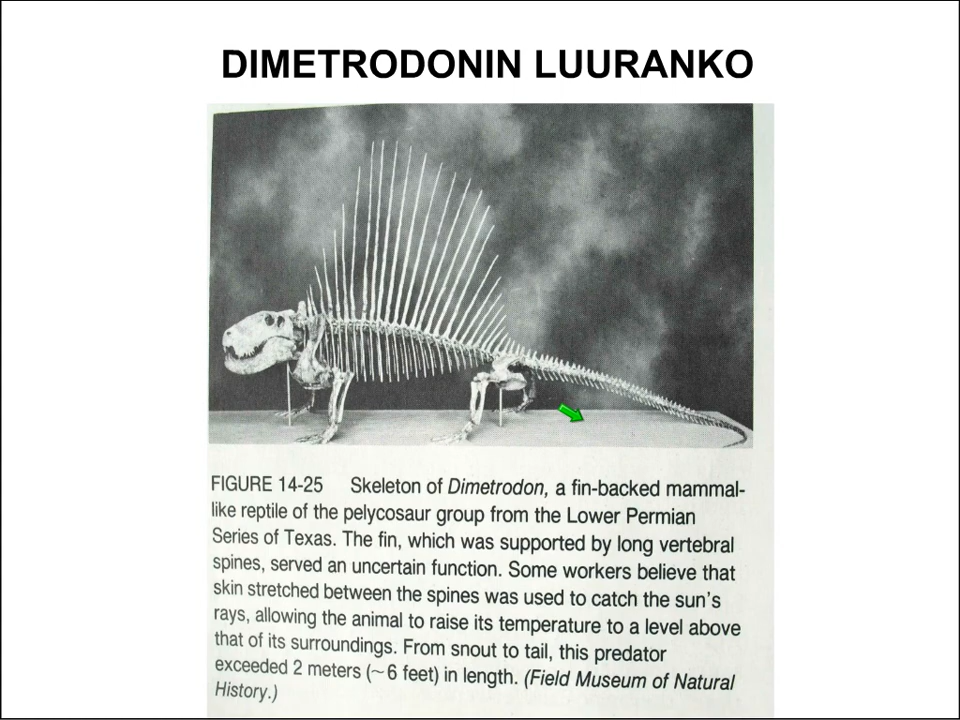 DIMETRODONIN LUURANKO
FIGURE 14-25 Skeleton of Dimetrodon, a fin-backed mammal-
like reptile of the pelycosaur group from the Lower Permian
Series of Texas. The fin, which was supported by long vertebral
spines, served an uncertain function. Some workers believe that
skin stretched between the spines was used to catch the sun's
rays, allowing the animal to raise its temperature to a level above
that of its surroundings. From snout to tail, this predator
exceeded 2 meters (~6 feet) in length. (Field Museum of Natural
History.)